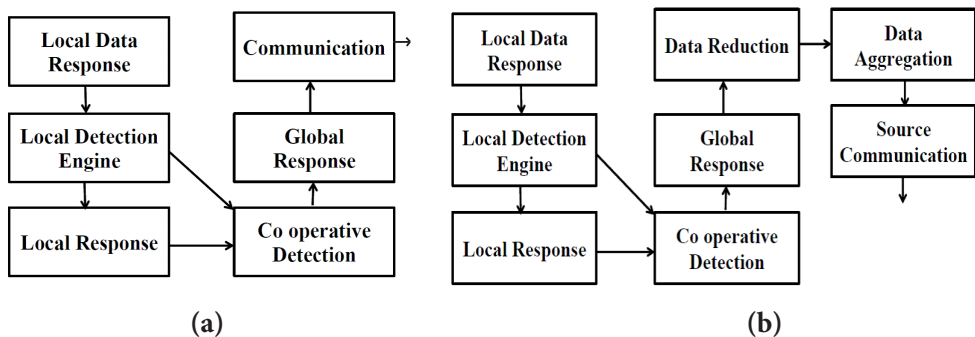 Local Data
Response
Communication
Local Detection
Engine
Global
Response
Local Response
Co operative
Detection
(a)
Local Data
Response
Data Reduction
Data
Aggregation
Local Detection
Engine
Global
Response
Source
Communication
Local Response
Co operative
Detection
(b)